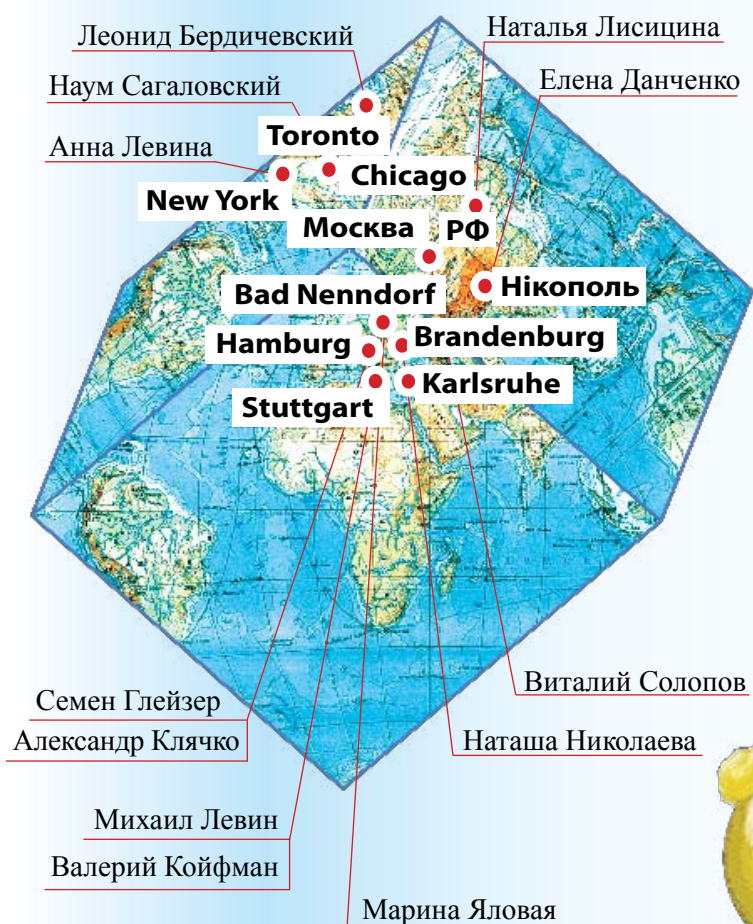 Леонид Бердичевский
Наталья Лисицина
Наум Сагаловский
Елена Данченко
Toronto
Анна Левина
Chicago
New York
Москва
РФ
Bad Nenndorf
Нікополь
Hamburg
Brandenburg
Stuttgart
Karlsruhe
Семен Глейзер
Виталий Солопов
Александр Клячко
Наташа Николаева
Михаил Левин
Валерий Койфман
Марина Яловая